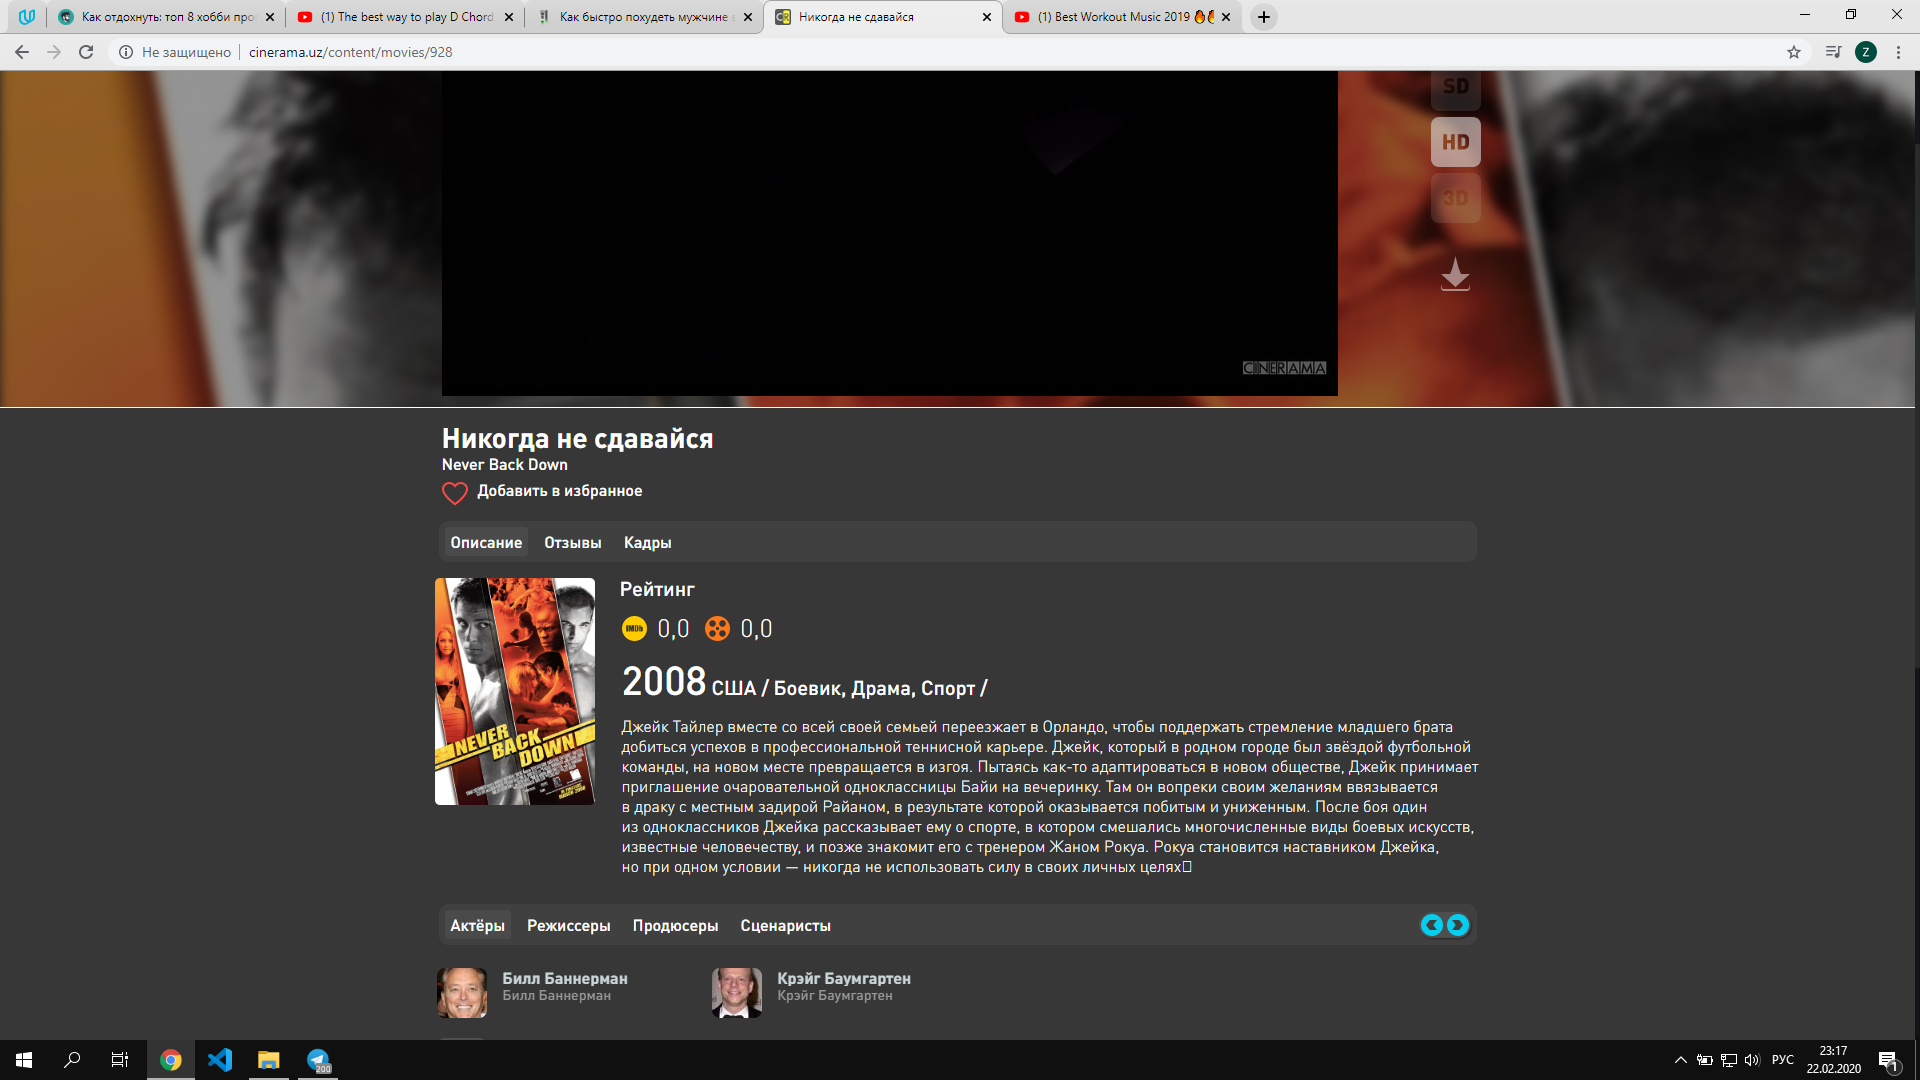 Как отдохнуть: топ 8 хобби про
(1) The best way to play D Chord
Как быстро похудеть мужчине
Никогда не сдавайся
(1) Best Workout Music 2019 🔥🔥
Не защищено
cinerama.uz/content/movies/928
Z
SD
HD
3D
CINERAMA
Никогда не сдавайся
Never Back Down
Добавить в избранное
Описание Отзывы Кадры
NEVER BACK DOWN
Рейтинг
IMDb 0,0 0,0
2008 США / Боевик, Драма, Спорт /
Джейк Тайлер вместе со всей своей семьей переезжает в Орландо, чтобы поддержать стремление младшего брата
добиться успехов в профессиональной теннисной карьере. Джейк, который в родном городе был звёздой футбольной
команды, на новом месте превращается в изгоя. Пытаясь как-то адаптироваться в новом обществе, Джейк принимает
приглашение очаровательной одноклассницы Байи на вечеринку. Там он вопреки своим желаниям ввязывается
в драку с местным задирой Райаном, в результате которой оказывается побитым и униженным. После боя один
из одноклассников Джейка рассказывает ему о спорте, в котором смешались многочисленные виды боевых искусств,
известные человечеству, и позже знакомит его с тренером Жаном Рокуа. Рокуа становится наставником Джейка,
но при одном условии — никогда не использовать силу в своих личных целях
Актёры Режиссеры Продюсеры Сценаристы
Билл Баннерман
Билл Баннерман
Крэйг Баумгартен
Крэйг Баумгартен
200
РУС
23:17
22.02.2020
1